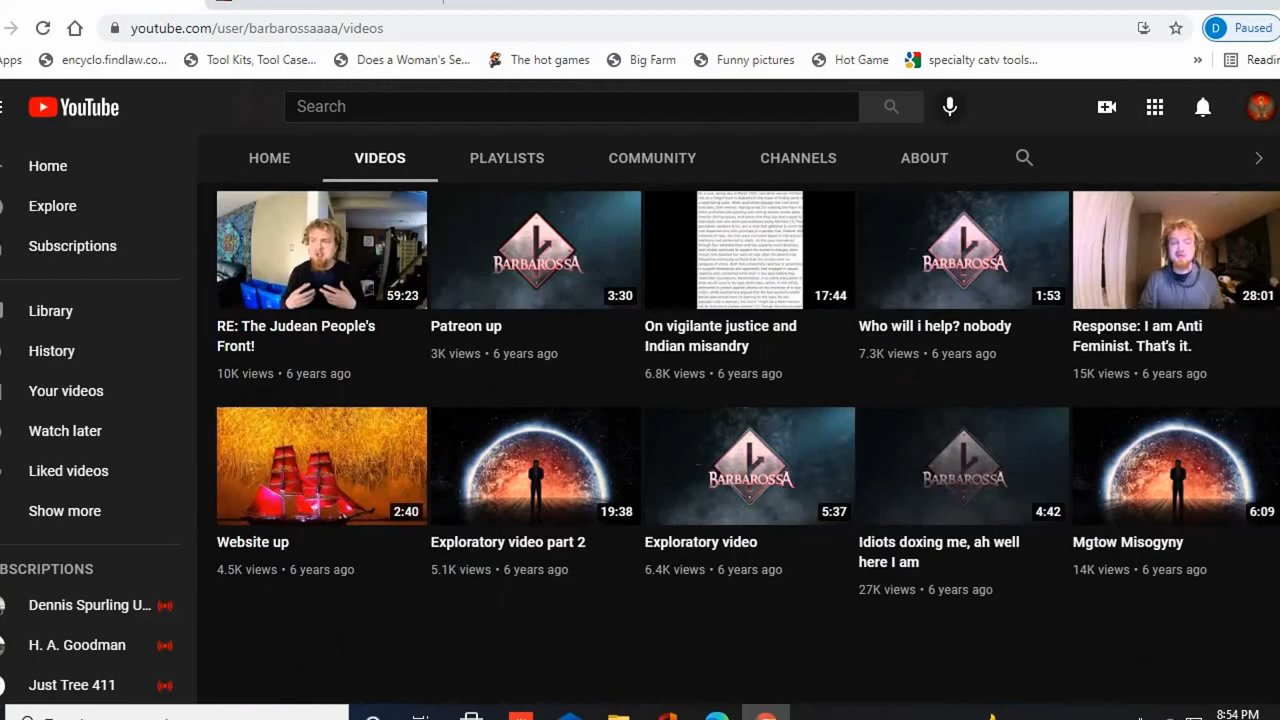 youtube.com/user/barbarossaaaa/videos
Paused
Apps encyclo.findlaw.co... Tool Kits, Tool Case... Does a Woman's Se... The hot games Big Farm Funny pictures Hot Game specialty catv tools... » Readin
YouTube
Search
Home
Explore
Subscriptions
Library
History
Your videos
Watch later
Liked videos
Show more
BSCRIPTIONS
Dennis Spurling U...
H. A. Goodman
Just Tree 411
HOME VIDEOS PLAYLISTS COMMUNITY CHANNELS ABOUT
59:23
RE: The Judean People's
Front!
10K views • 6 years ago
BARBAROSSA
3:30
Patreon up
3K views • 6 years ago
17:44
On vigilante justice and
Indian misandry
6.8K views • 6 years ago
BARBAROSSA
1:53
Who will i help? nobody
7.3K views • 6 years ago
28:01
Response: I am Anti
Feminist. That's it.
15K views • 6 years ago
2:40
Website up
4.5K views • 6 years ago
19:38
Exploratory video part 2
5.1K views • 6 years ago
BARBAROSSA
5:37
Exploratory video
6.4K views • 6 years ago
BARBAROSSA
4:42
Idiots doxing me, ah well
here I am
27K views • 6 years ago
6:09
Mgtow Misogyny
14K views • 6 years ago
8:54 PM